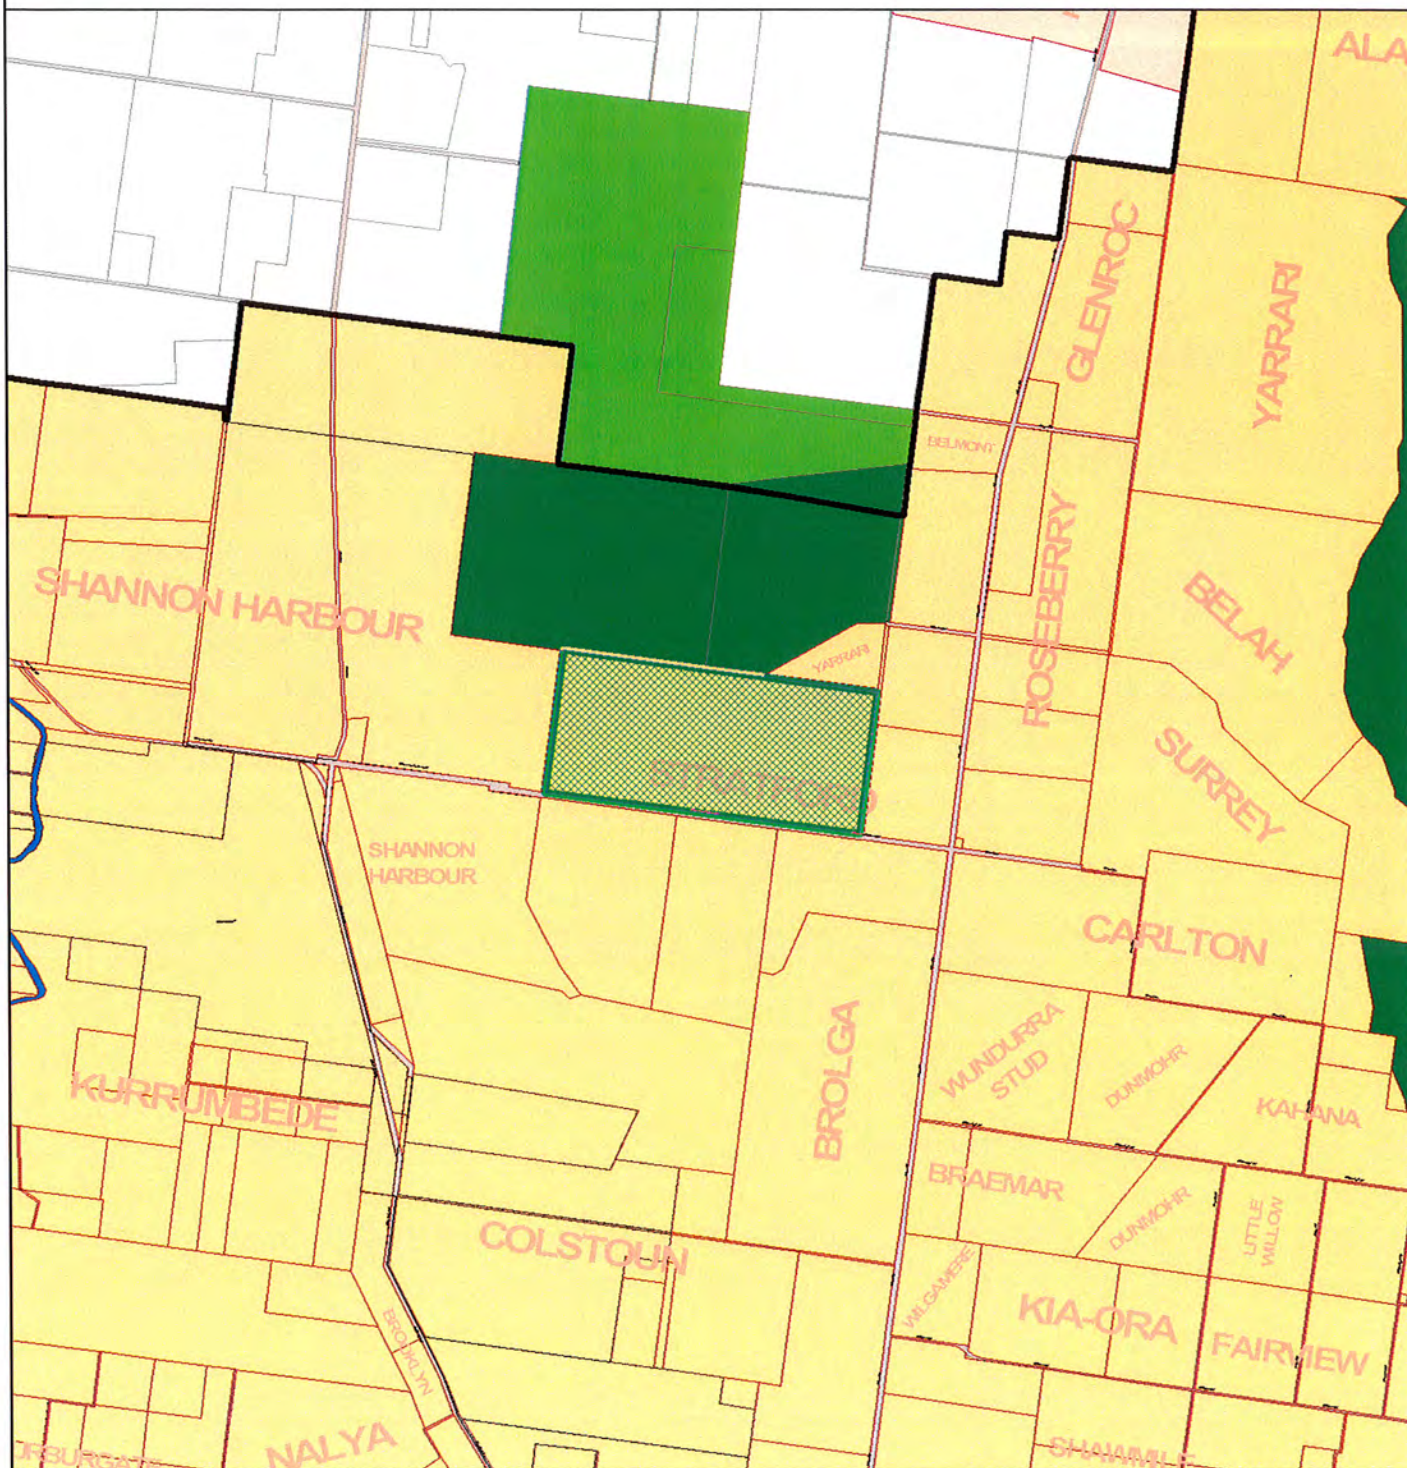 ALA
GLENROC
YARRARI
BELMONT
ROSEBERRY
BELAH
SHANNON HARBOUR
YARRARI
SURREY
STRATFORD
SHANNON
HARBOUR
CARLTON
BROLGA
WUNDURRA
STUD
DUNMOHR
KAHANA
KURRUMBEDE
BRAEMAR
DUNMOHR
LITTLE
WILLOW
COLSTOUN
WILGAMERE
KIA-ORA
FAIRVIEW
BROOKLYN
NALYA